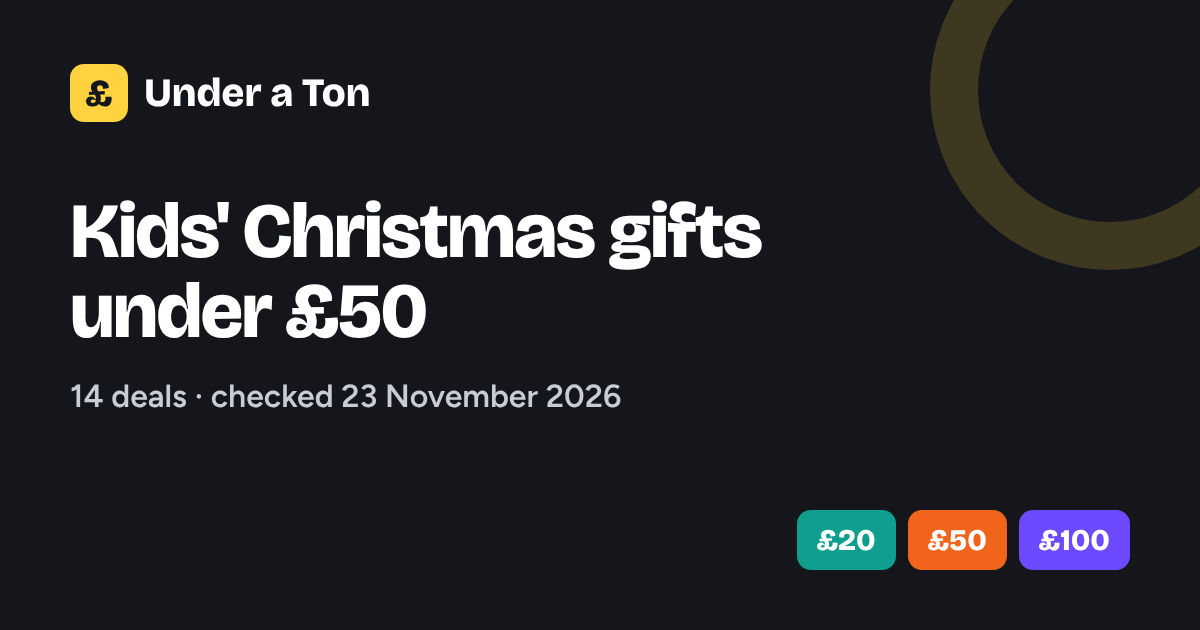 £ Under a Ton
Kids' Christmas gifts
under £50
14 deals · checked 23 November 2026
£20 £50 £100